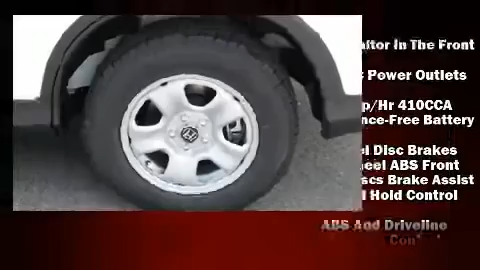 In The Front
Power Outlets
p/Hr 410CCA
nce-Free Battery
el Disc Brakes
eel ABS Front
scs Brake Assist
l Hold Control
ABS And Driveline